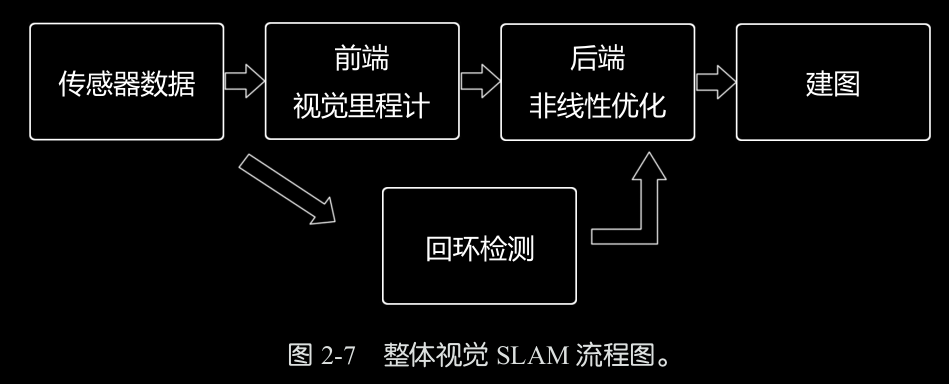 传感器数据
前端
视觉里程计
后端
非线性优化
建图
回环检测
图 2-7 整体视觉 SLAM 流程图。